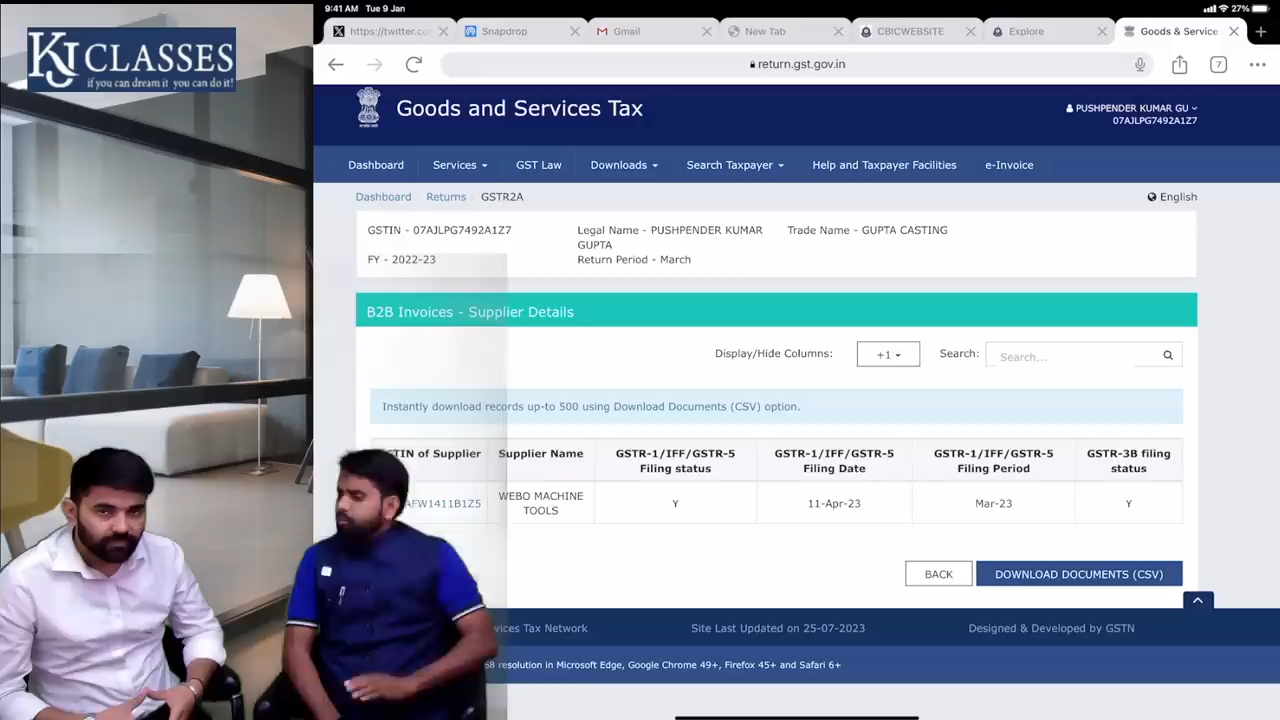 9:41 AM Tue 9 Jan
27%
https://twitter.co
Snapdrop
Gmail
New Tab
CBICWEBSITE
Explore
Goods & Service
return.gst.gov.in
7
KJ CLASSES
if you can dream it you can do it!
Goods and Services Tax
PUSHPENDER KUMAR GU
07AJLPG7492A1Z7
Dashboard Services GST Law Downloads Search Taxpayer Help and Taxpayer Facilities e-Invoice
Dashboard Returns GSTR2A
English
GSTIN - 07AJLPG7492A1Z7
Legal Name - PUSHPENDER KUMAR
GUPTA
Trade Name - GUPTA CASTING
FY - 2022-23
Return Period - March
B2B Invoices - Supplier Details
Display/Hide Columns: +1 Search: Search...
Instantly download records up-to 500 using Download Documents (CSV) option.
TIN of Supplier
Supplier Name
GSTR-1/IFF/GSTR-5
Filing status
GSTR-1/IFF/GSTR-5
Filing Date
GSTR-1/IFF/GSTR-5
Filing Period
GSTR-3B filing
status
AFW1411B1Z5
WEBO MACHINE
TOOLS
Y
11-Apr-23
Mar-23
Y
BACK
DOWNLOAD DOCUMENTS (CSV)
vices Tax Network
Site Last Updated on 25-07-2023
Designed & Developed by GSTN
68 resolution in Microsoft Edge, Google Chrome 49+, Firefox 45+ and Safari 6+